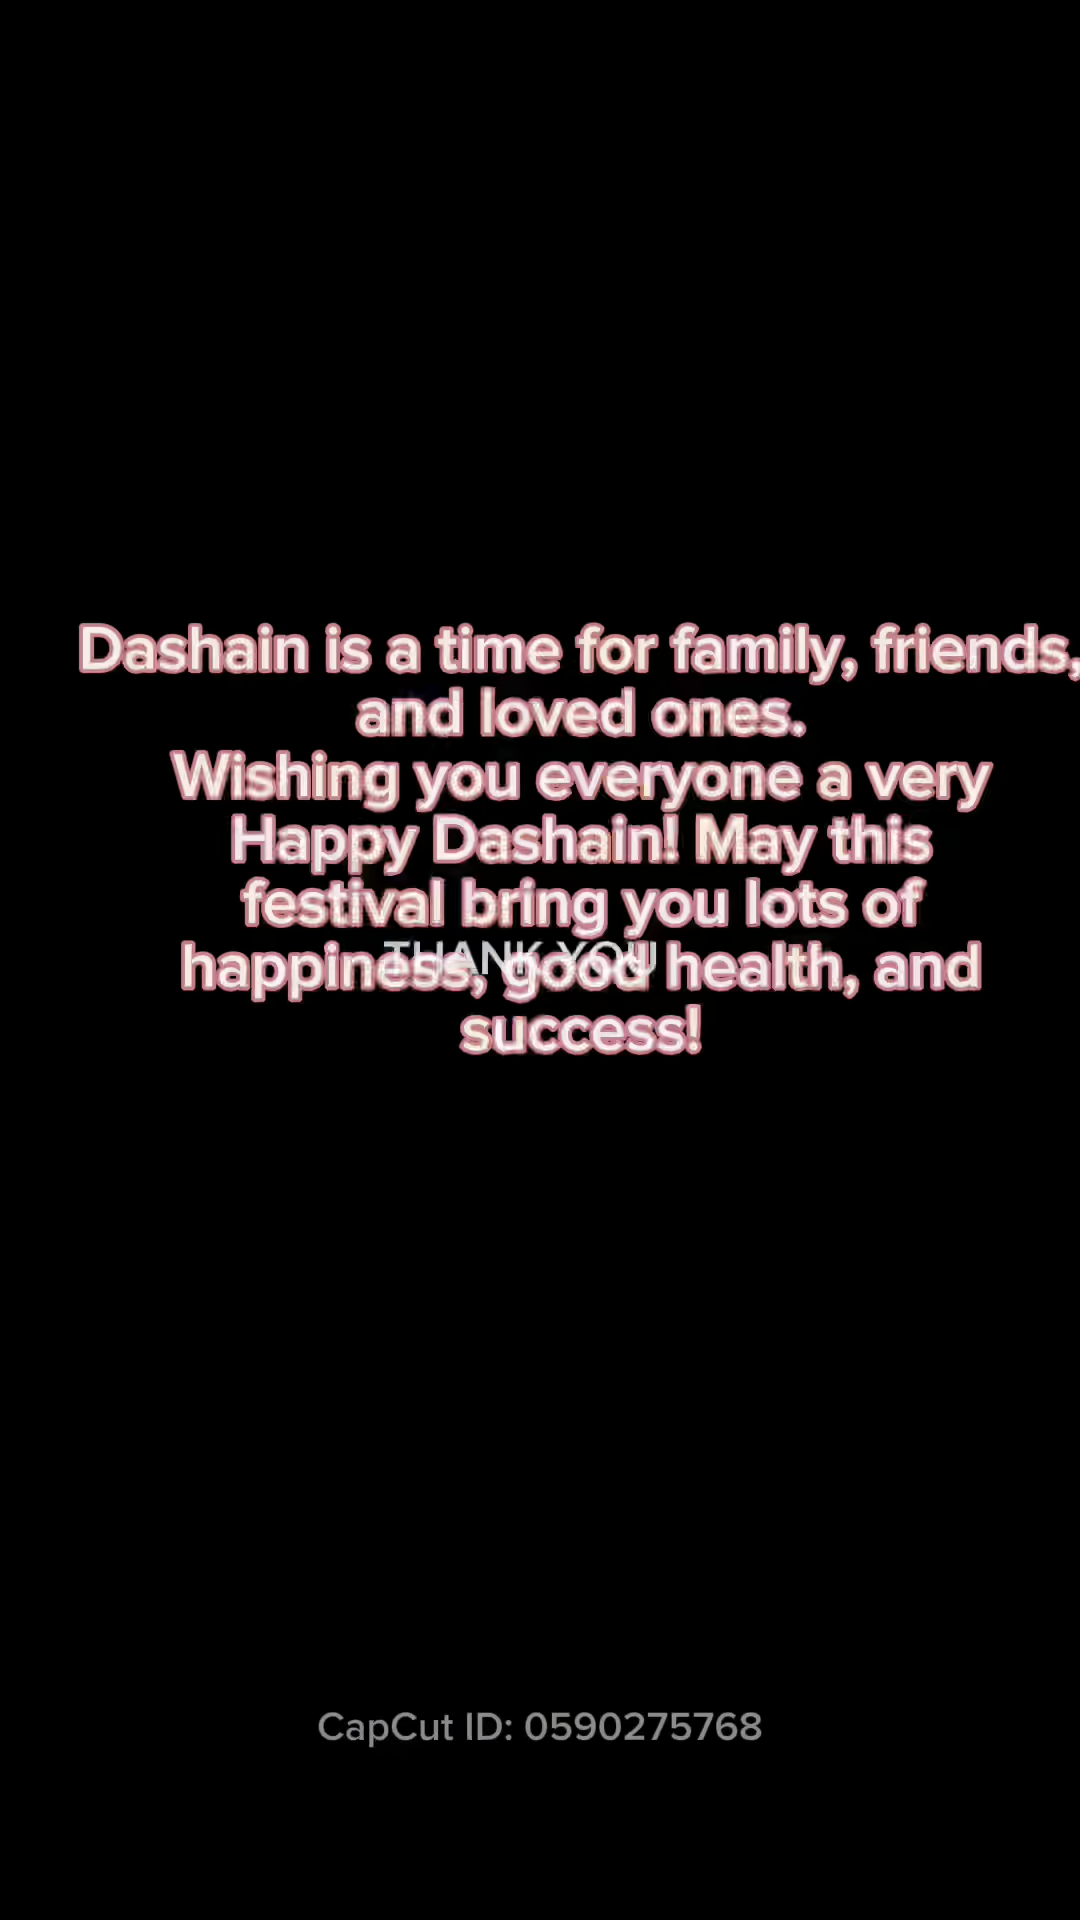 Dashain is a time for family, friends,
and loved ones.
Wishing you everyone a very
Happy Dashain! May this
festival bring you lots of
happiness, good health, and
THANK YOU
success!
CapCut ID: 0590275768